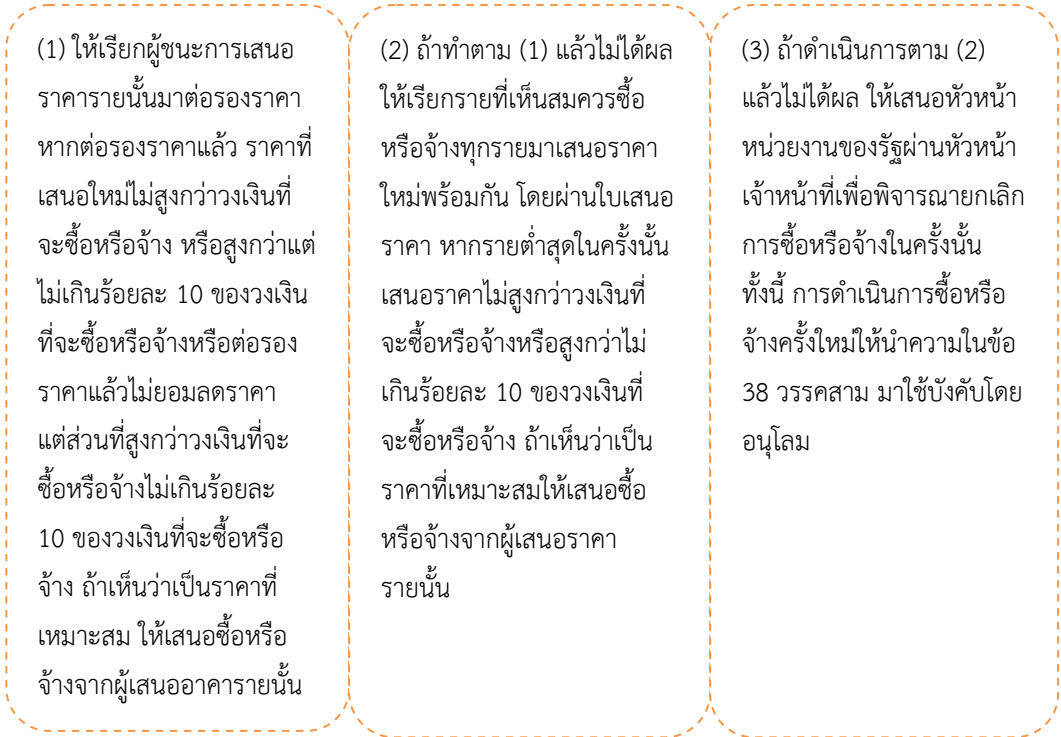 (1) ให้เรียกผู้ชนะการเสนอ
ราคารายนั้นมาต่อรองราคา
หากต่อรองราคาแล้ว ราคาที่
เสนอใหม่ไม่สูงกว่าวงเงินที่
จะซื้อหรือจ้าง หรือสูงกว่าแต่
ไม่เกินร้อยละ 10 ของวงเงิน
ที่จะซื้อหรือจ้างหรือต่อรอง
ราคาแล้วไม่ยอมลดราคา
แต่ส่วนที่สูงกว่าวงเงินที่จะ
ซื้อหรือจ้างไม่เกินร้อยละ
10 ของวงเงินที่จะซื้อหรือ
จ้าง ถ้าเห็นว่าเป็นราคาที่
เหมาะสม ให้เสนอซื้อหรือ
จ้างจากผู้เสนออาคารายนั้น
(2) ถ้าทำตาม (1) แล้วไม่ได้ผล
ให้เรียกรายที่เห็นสมควรซื้อ
หรือจ้างทุกรายมาเสนอราคา
ใหม่พร้อมกัน โดยผ่านใบเสนอ
ราคา หากรายต่ำสุดในครั้งนั้น
เสนอราคาไม่สูงกว่าวงเงินที่
จะซื้อหรือจ้างหรือสูงกว่าไม่
เกินร้อยละ 10 ของวงเงินที่
จะซื้อหรือจ้าง ถ้าเห็นว่าเป็น
ราคาที่เหมาะสมให้เสนอซื้อ
หรือจ้างจากผู้เสนอราคา
รายนั้น
(3) ถ้าดำเนินการตาม (2)
แล้วไม่ได้ผล ให้เสนอหัวหน้า
หน่วยงานของรัฐผ่านหัวหน้า
เจ้าหน้าที่เพื่อพิจารณายกเลิก
การซื้อหรือจ้างในครั้งนั้น
ทั้งนี้ การดำเนินการซื้อหรือ
จ้างครั้งใหม่ให้นำความในข้อ
38 วรรคสาม มาใช้บังคับโดย
อนุโลม